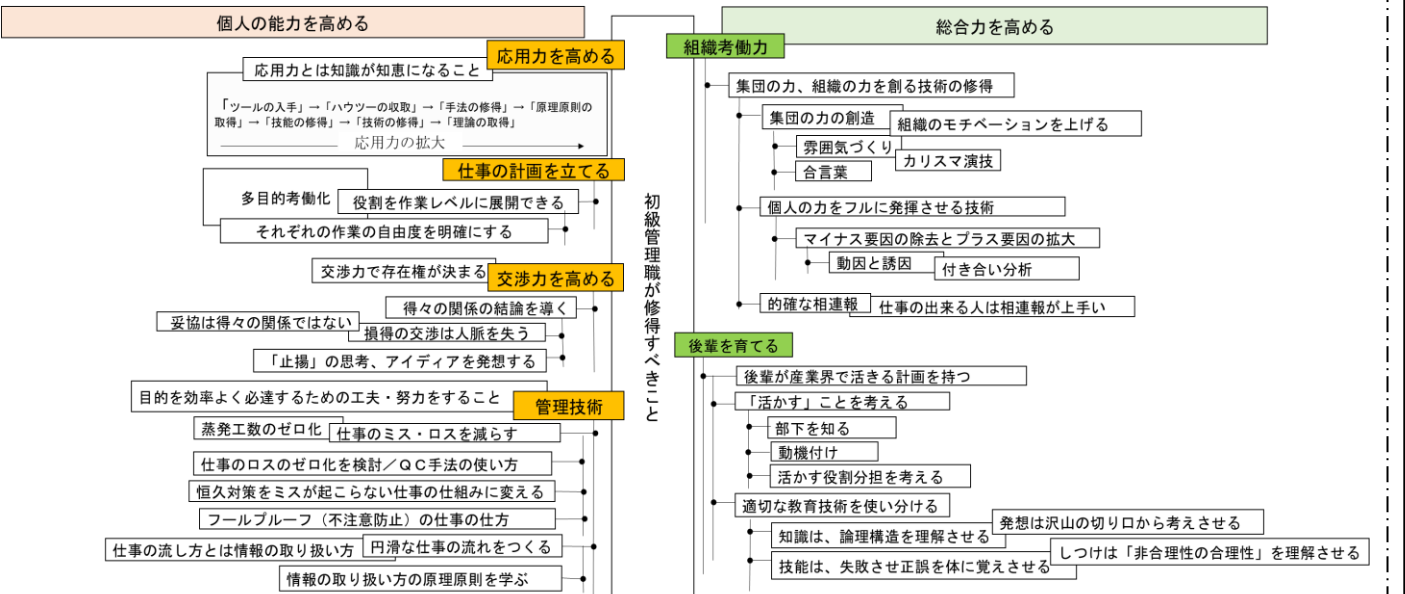 個人の能力を高める
応用力を高める
応用力とは知識が知恵になること
「ツールの入手」→「ハウツーの収取」→「手法の修得」→「原理原則の
取得」→「技能の修得」→「技術の修得」→「理論の取得」
応用力の拡大
仕事の計画を立てる
多目的考働化
役割を作業レベルに展開できる
それぞれの作業の自由度を明確にする
交渉力で存在権が決まる
交渉力を高める
得々の関係の結論を導く
妥協は得々の関係ではない
損得の交渉は人脈を失う
「止揚」の思考、アイディアを発想する
目的を効率よく必達するための工夫・努力をすること
管理技術
蒸発工数のゼロ化
仕事のミス・ロスを減らす
仕事のロスのゼロ化を検討／ＱＣ手法の使い方
恒久対策をミスが起こらない仕事の仕組みに変える
フールプルーフ（不注意防止）の仕事の仕方
仕事の流し方とは情報の取り扱い方
円滑な仕事の流れをつくる
情報の取り扱い方の原理原則を学ぶ
初級管理職が修得すべきこと
総合力を高める
組織考働力
集団の力、組織の力を創る技術の修得
集団の力の創造
組織のモチベーションを上げる
雰囲気づくり
カリスマ演技
合言葉
個人の力をフルに発揮させる技術
マイナス要因の除去とプラス要因の拡大
動因と誘因
付き合い分析
的確な相連報
仕事の出来る人は相連報が上手い
後輩を育てる
後輩が産業界で活きる計画を持つ
「活かす」ことを考える
部下を知る
動機付け
活かす役割分担を考える
適切な教育技術を使い分ける
発想は沢山の切り口から考えさせる
知識は、論理構造を理解させる
しつけは「非合理性の合理性」を理解させる
技能は、失敗させ正誤を体に覚えさせる